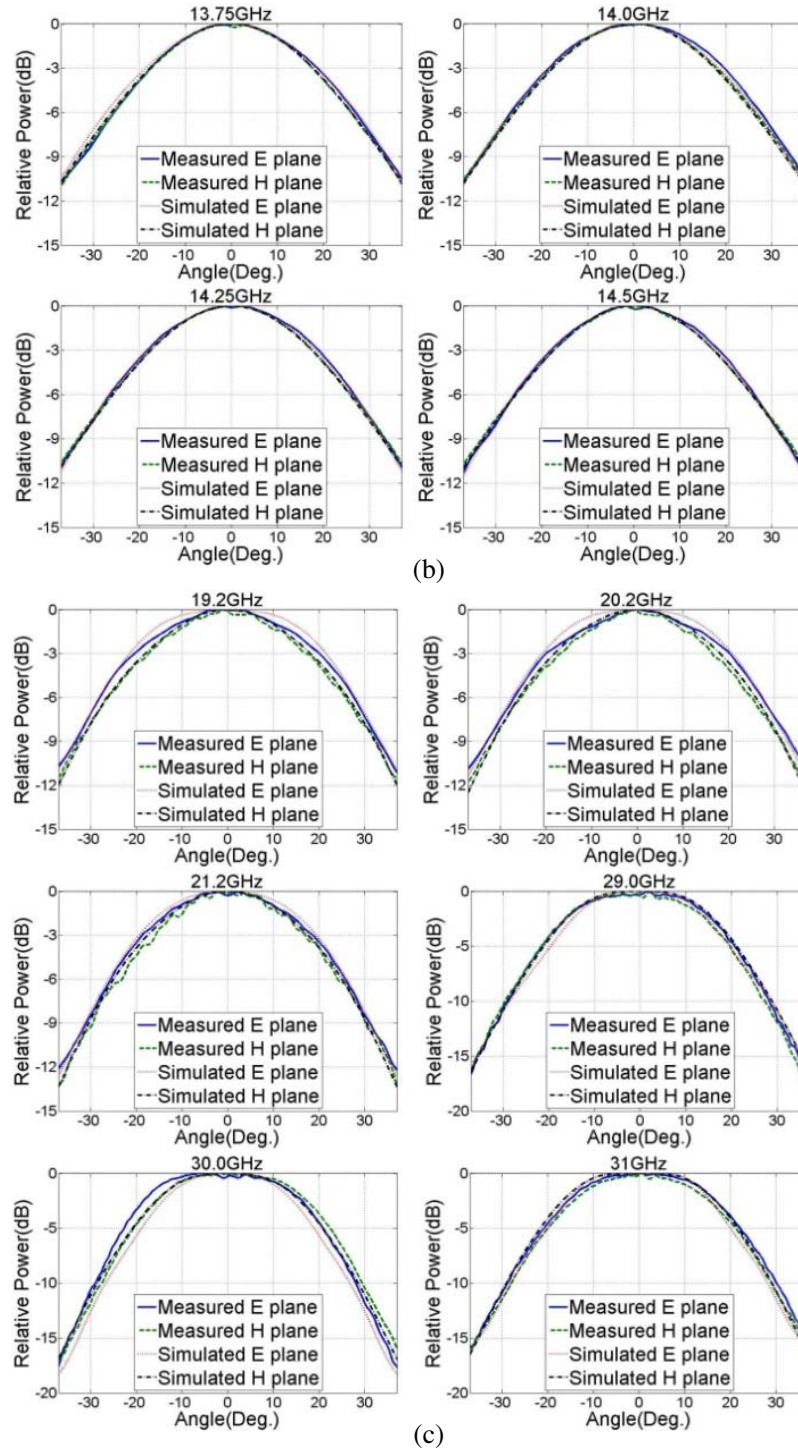 13.75GHz
Relative Power(dB)
0
-3
-6
-9
-12
-15
Measured E plane
Measured H plane
Simulated E plane
Simulated H plane
-30 -20 -10 0 10 20 30
Angle(Deg.)
14.0GHz
Relative Power(dB)
0
-3
-6
-9
-12
-15
Measured E plane
Measured H plane
Simulated E plane
Simulated H plane
-30 -20 -10 0 10 20 30
Angle(Deg.)
14.25GHz
Relative Power(dB)
0
-3
-6
-9
-12
-15
Measured E plane
Measured H plane
Simulated E plane
Simulated H plane
-30 -20 -10 0 10 20 30
Angle(Deg.)
14.5GHz
Relative Power(dB)
0
-3
-6
-9
-12
-15
Measured E plane
Measured H plane
Simulated E plane
Simulated H plane
-30 -20 -10 0 10 20 30
Angle(Deg.)
(b)
19.2GHz
Relative Power(dB)
0
-3
-6
-9
-12
-15
Measured E plane
Measured H plane
Simulated E plane
Simulated H plane
-30 -20 -10 0 10 20 30
Angle(Deg.)
20.2GHz
Relative Power(dB)
0
-3
-6
-9
-12
-15
Measured E plane
Measured H plane
Simulated E plane
Simulated H plane
-30 -20 -10 0 10 20 30
Angle(Deg.)
21.2GHz
Relative Power(dB)
0
-3
-6
-9
-12
-15
Measured E plane
Measured H plane
Simulated E plane
Simulated H plane
-30 -20 -10 0 10 20 30
Angle(Deg.)
29.0GHz
Relative Power(dB)
0
-5
-10
-15
-20
Measured E plane
Measured H plane
Simulated E plane
Simulated H plane
-30 -20 -10 0 10 20 30
Angle(Deg.)
30.0GHz
Relative Power(dB)
0
-5
-10
-15
-20
Measured E plane
Measured H plane
Simulated E plane
Simulated H plane
-30 -20 -10 0 10 20 30
Angle(Deg.)
31GHz
Relative Power(dB)
0
-5
-10
-15
-20
Measured E plane
Measured H plane
Simulated E plane
Simulated H plane
-30 -20 -10 0 10 20 30
Angle(Deg.)
(c)